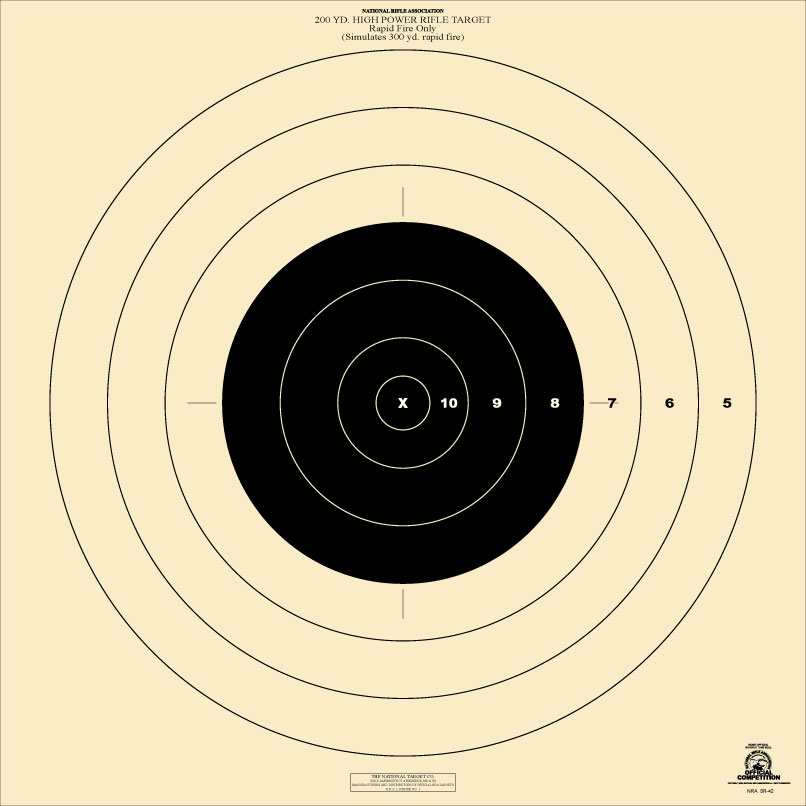 NATIONAL RIFLE ASSOCIATION
200 YD. HIGH POWER RIFLE TARGET
Rapid Fire Only
(Simulates 300 yd. rapid fire)
X 10 9 8 7 6 5
THE NATIONAL TARGET CO.
OFFICIAL
COMPETITION
NRA SR-42